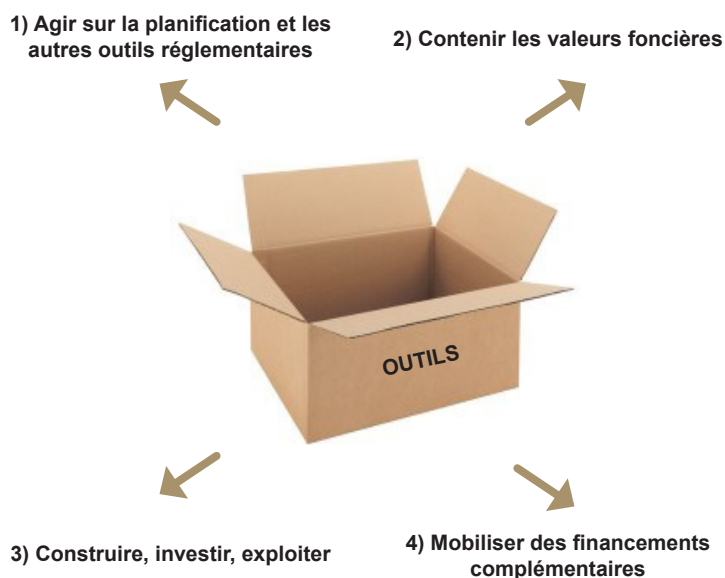 1) Agir sur la planification et les
autres outils réglementaires
2) Contenir les valeurs foncières
OUTILS
3) Construire, investir, exploiter
4) Mobiliser des financements
complémentaires